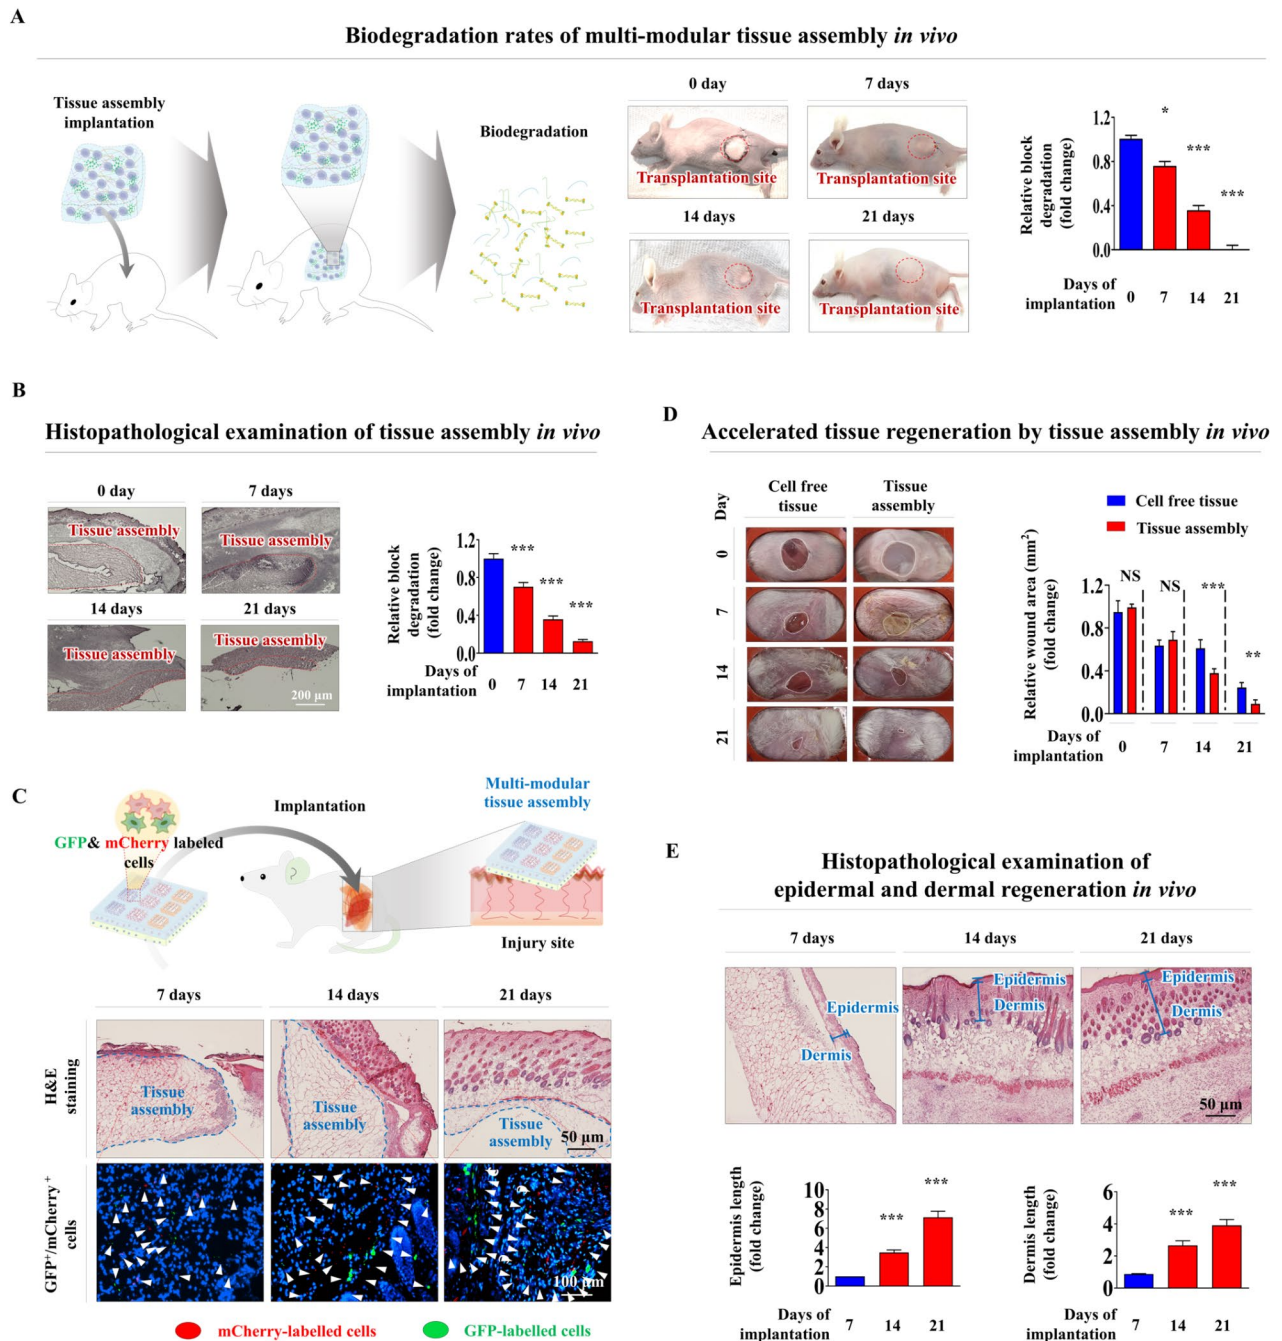 A
Biodegradation rates of multi-modular tissue assembly in vivo
Tissue assembly
implantation
Biodegradation
0 day
7 days
Transplantation site
Transplantation site
14 days
21 days
Transplantation site
Transplantation site
Relative block
degradation
(fold change)
1.2
0.8
0.4
0.0
*
***
***
Days of
implantation
0 7 14 21
B
Histopathological examination of tissue assembly in vivo
0 day
7 days
Tissue assembly
Tissue assembly
14 days
21 days
Tissue assembly
Tissue assembly
200 µm
Relative block
degradation
(fold change)
1.2
0.8
0.4
0.0
***
***
***
Days of
implantation
0 7 14 21
D
Accelerated tissue regeneration by tissue assembly in vivo
Day
Cell free
tissue
Tissue
assembly
0
7
14
21
Cell free tissue
Tissue assembly
Relative wound area (mm²)
(fold change)
1.2
0.8
0.4
0.0
NS
NS
***
**
Days of
implantation
0 7 14 21
C
GFP& mCherry labeled
cells
Implantation
Multi-modular
tissue assembly
Injury site
7 days
14 days
21 days
H&E
staining
Tissue
assembly
Tissue
assembly
Tissue
assembly
50 µm
GFP⁺/mCherry⁺
cells
100 µm
mCherry-labelled cells
GFP-labelled cells
E
Histopathological examination of
epidermal and dermal regeneration in vivo
7 days
14 days
21 days
Epidermis
Dermis
Epidermis
Dermis
Epidermis
Dermis
50 µm
Epidermis length
(fold change)
10
8
6
4
2
0
***
***
Days of
implantation
7 14 21
Dermis length
(fold change)
6
4
2
0
***
***
Days of
implantation
7 14 21